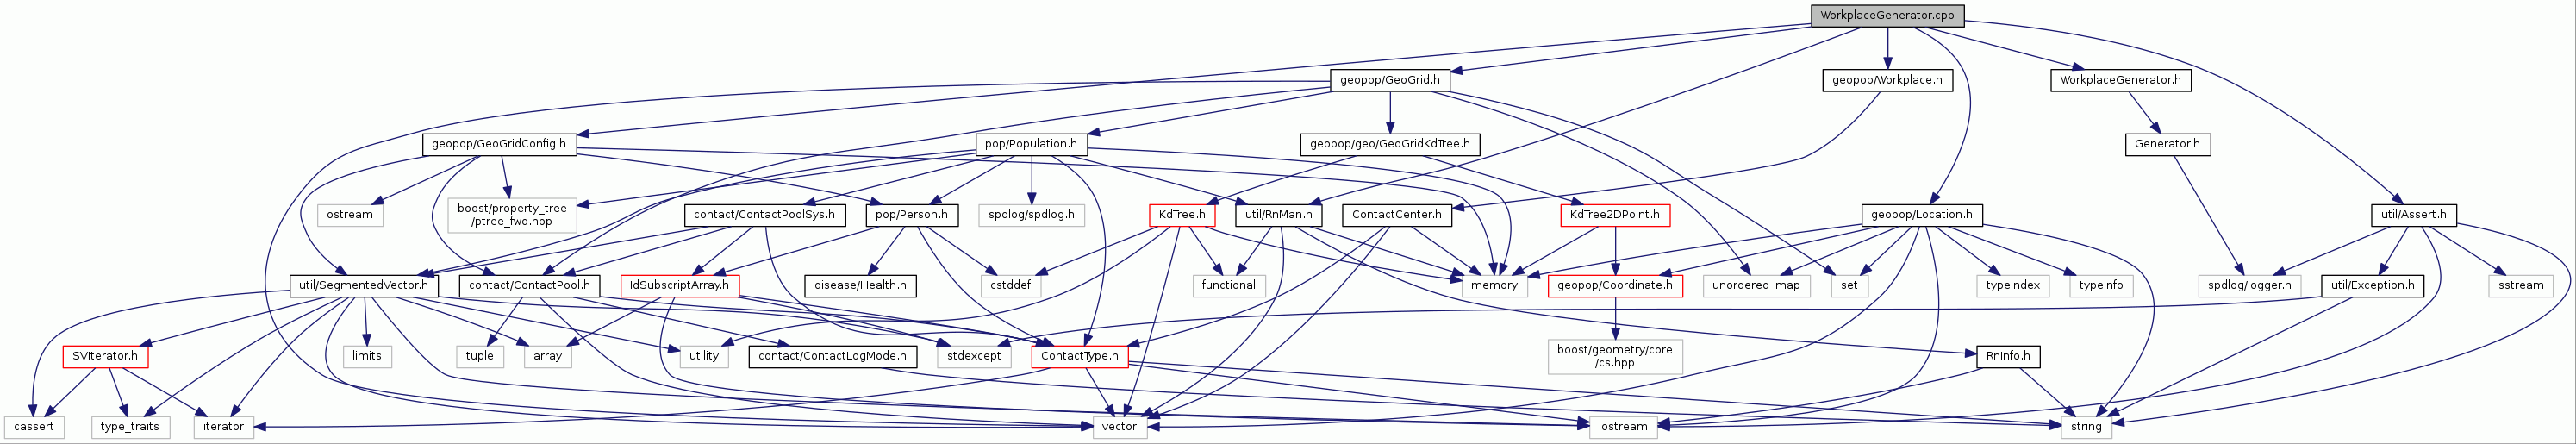 WorkplaceGenerator.cpp
geopop/GeoGrid.h
geopop/Workplace.h
WorkplaceGenerator.h
geopop/GeoGridConfig.h
pop/Population.h
geopop/geo/GeoGridKdTree.h
Generator.h
ostream
boost/property_tree
/ptree_fwd.hpp
contact/ContactPoolSys.h
pop/Person.h
spdlog/spdlog.h
KdTree.h
util/RnMan.h
ContactCenter.h
KdTree2DPoint.h
geopop/Location.h
util/Assert.h
util/SegmentedVector.h
contact/ContactPool.h
IdSubscriptArray.h
disease/Health.h
cstddef
functional
memory
geopop/Coordinate.h
unordered_map
set
typeindex
typeinfo
spdlog/logger.h
util/Exception.h
sstream
SVIterator.h
limits
tuple
array
utility
contact/ContactLogMode.h
stdexcept
ContactType.h
boost/geometry/core
/cs.hpp
RnInfo.h
cassert
type_traits
iterator
vector
iostream
string